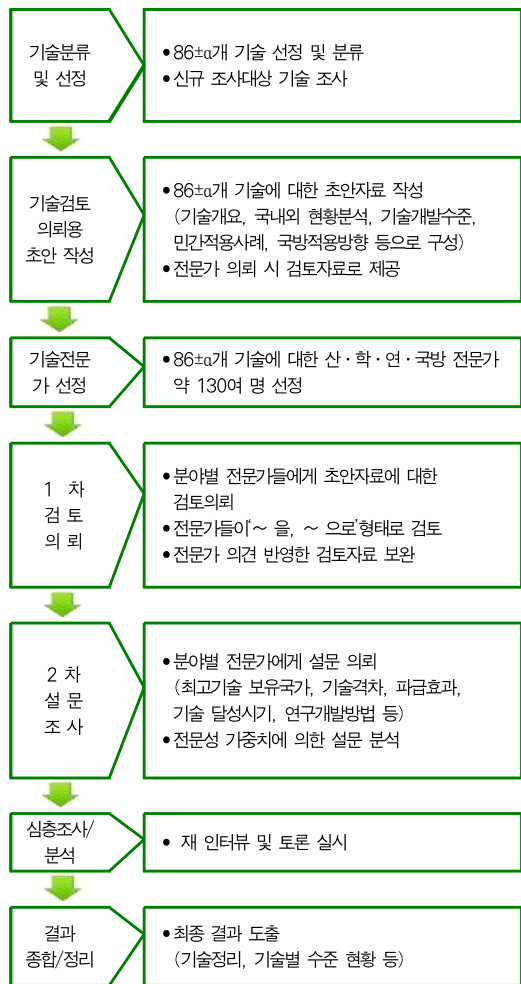 기술분류
및 선정
•86±α개 기술 선정 및 분류
•신규 조사대상 기술 조사
기술검토
의뢰용
초안 작성
•86±α개 기술에 대한 초안자료 작성
(기술개요, 국내외 현황분석, 기술개발수준,
민간적용사례, 국방적용방향 등으로 구성)
•전문가 의뢰 시 검토자료로 제공
기술전문
가 선정
•86±α개 기술에 대한 산·학·연·국방 전문가
약 130여 명 선정
1 차
검 토
의 뢰
•분야별 전문가들에게 초안자료에 대한
검토의뢰
•전문가들이‘~ 을, ~ 으로’형태로 검토
•전문가 의견 반영한 검토자료 보완
2 차
설 문
조 사
•분야별 전문가에게 설문 의뢰
(최고기술 보유국가, 기술격차, 파급효과,
기술 달성시기, 연구개발방법 등)
•전문성 가중치에 의한 설문 분석
심층조사/
분석
• 재 인터뷰 및 토론 실시
결과
종합/정리
•최종 결과 도출
(기술정리, 기술별 수준 현황 등)